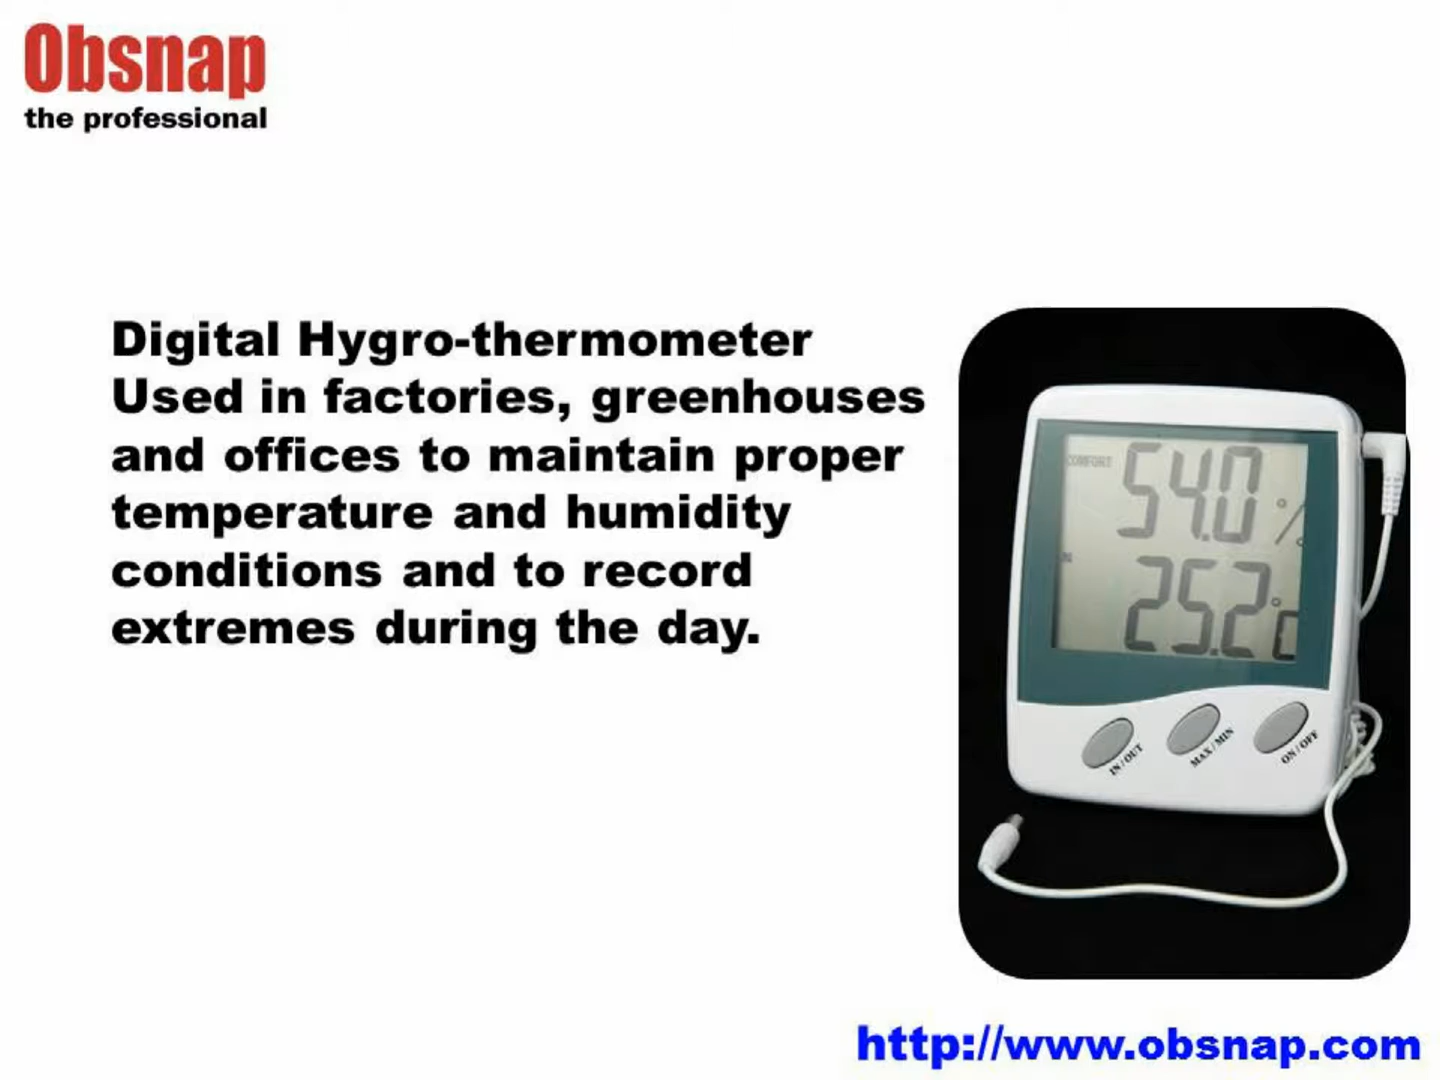 Obsnap
the professional
Digital Hygro-thermometer
Used in factories, greenhouses
and offices to maintain proper
temperature and humidity
conditions and to record
extremes during the day.
COMFORT
54.0 %
25.2°C
IN / OUT
MAX / MIN
ON / OFF
http://www.obsnap.com